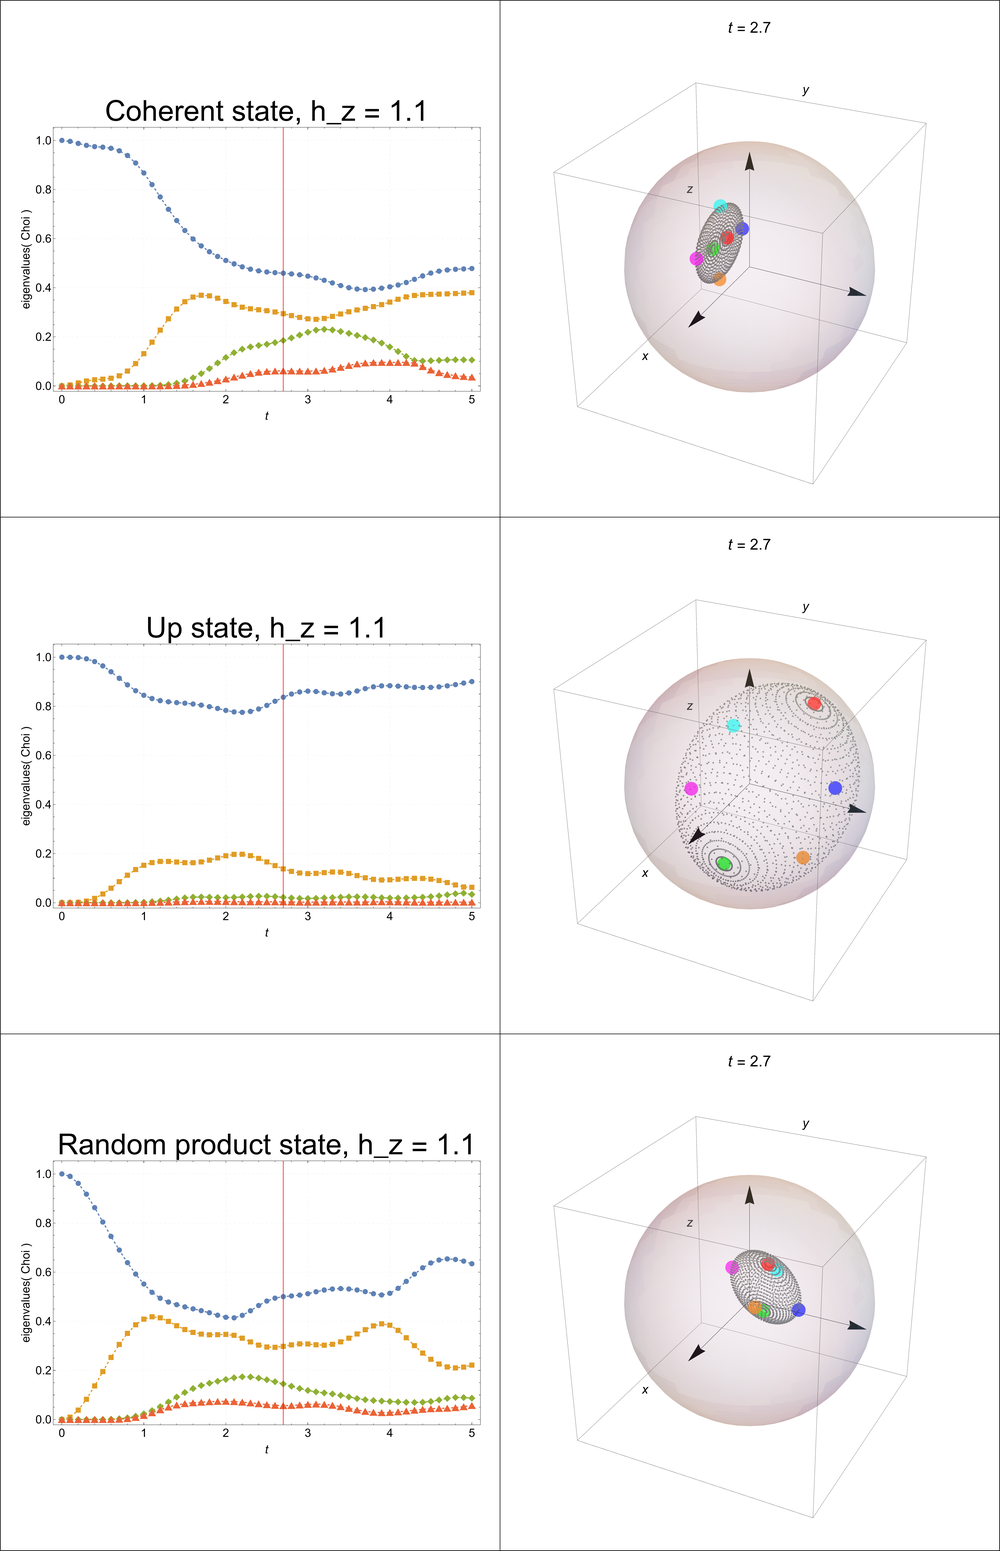 Coherent state, h_z = 1.1
eigenvalues( Choi )
1.0
0.8
0.6
0.4
0.2
0.0
0 1 2 3 4 5
t
t = 2.7
y
z
x
Up state, h_z = 1.1
eigenvalues( Choi )
1.0
0.8
0.6
0.4
0.2
0.0
0 1 2 3 4 5
t
t = 2.7
y
z
x
Random product state, h_z = 1.1
eigenvalues( Choi )
1.0
0.8
0.6
0.4
0.2
0.0
0 1 2 3 4 5
t
t = 2.7
y
z
x